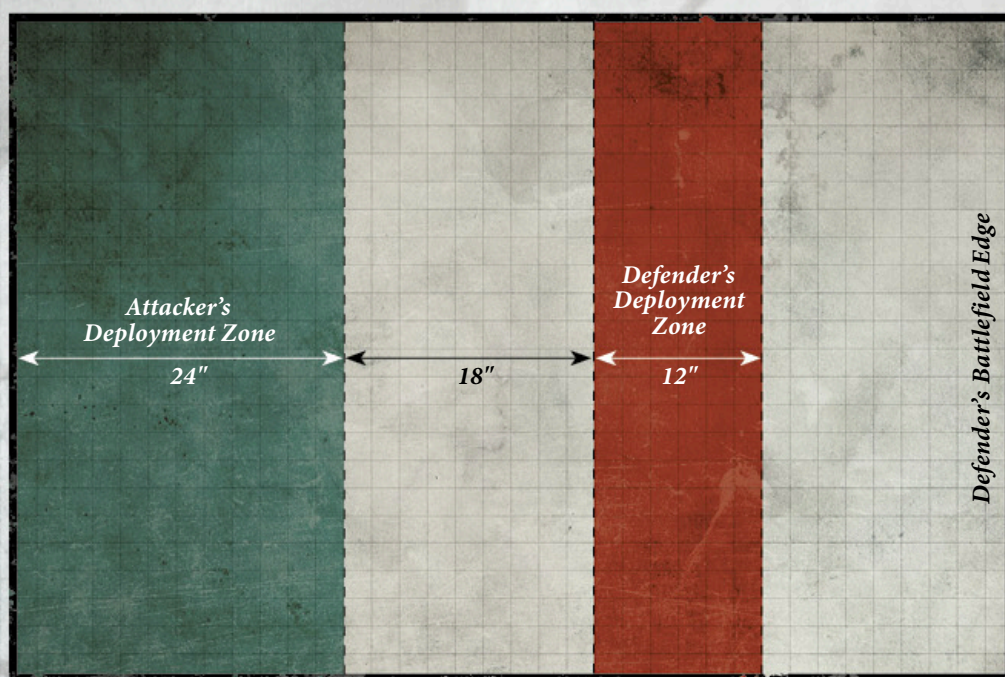 Attacker’s
Deployment Zone
24"
18"
Defender’s
Deployment
Zone
12"
Defender’s Battlefield Edge